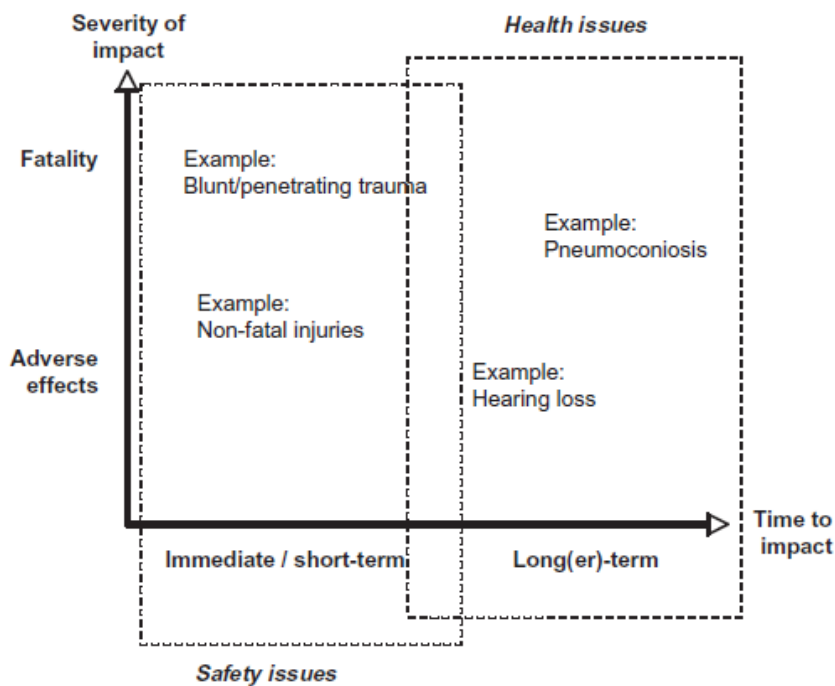 Severity of
impact
Health issues
Fatality
Example:
Blunt/penetrating trauma
Example:
Pneumoconiosis
Example:
Non-fatal injuries
Adverse
effects
Example:
Hearing loss
Time to
impact
Immediate / short-term
Long(er)-term
Safety issues